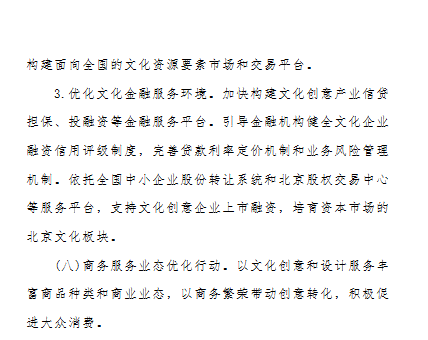 构建面向全国的文化资源要素市场和交易平台。
3.优化文化金融服务环境。加快构建文化创意产业信贷
担保、投融资等金融服务平台。引导金融机构健全文化企业
融资信用评级制度，完善贷款利率定价机制和业务风险管理
机制。依托全国中小企业股份转让系统和北京股权交易中心
等服务平台，支持文化创意企业上市融资，培育资本市场的
北京文化板块。
(八)商务服务业态优化行动。以文化创意和设计服务丰
富商品种类和商业业态，以商务繁荣带动创意转化，积极促
进大众消费。